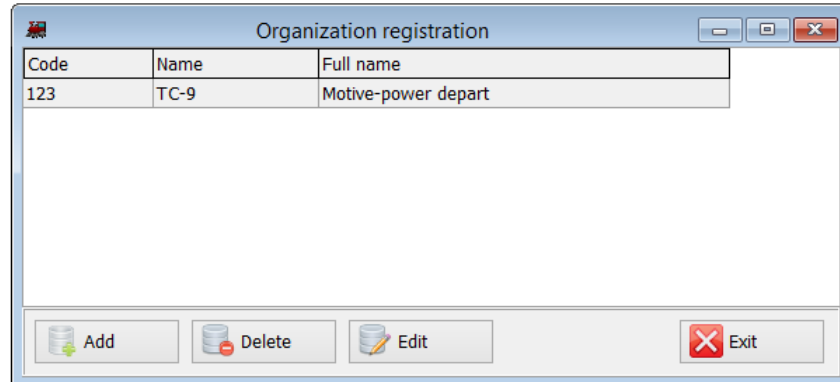 Organization registration
Code Name Full name
123 TC-9 Motive-power depart
Add Delete Edit Exit